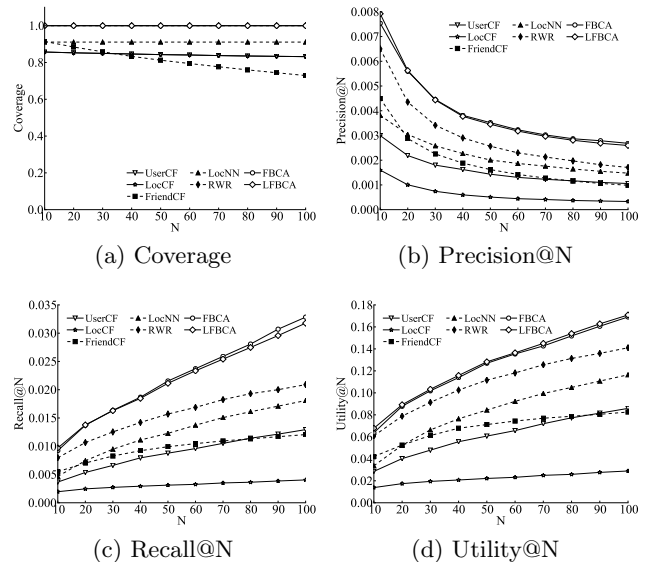 1.0
0.8
0.6
0.4
0.2
0.0
Coverage
UserCF LocNN FBCA
LocCF RWR LFBCA
FriendCF
10 20 30 40 50 60 70 80 90 100
N
(a) Coverage
0.008
0.007
0.006
0.005
0.004
0.003
0.002
0.001
0.000
Precision@N
UserCF LocNN FBCA
LocCF RWR LFBCA
FriendCF
10 20 30 40 50 60 70 80 90 100
N
(b) Precision@N
0.035
0.030
0.025
0.020
0.015
0.010
0.005
0.000
Recall@N
UserCF LocNN FBCA
LocCF RWR LFBCA
FriendCF
10 20 30 40 50 60 70 80 90 100
N
(c) Recall@N
0.18
0.16
0.14
0.12
0.10
0.08
0.06
0.04
0.02
0.00
Utility@N
UserCF LocNN FBCA
LocCF RWR LFBCA
FriendCF
10 20 30 40 50 60 70 80 90 100
N
(d) Utility@N